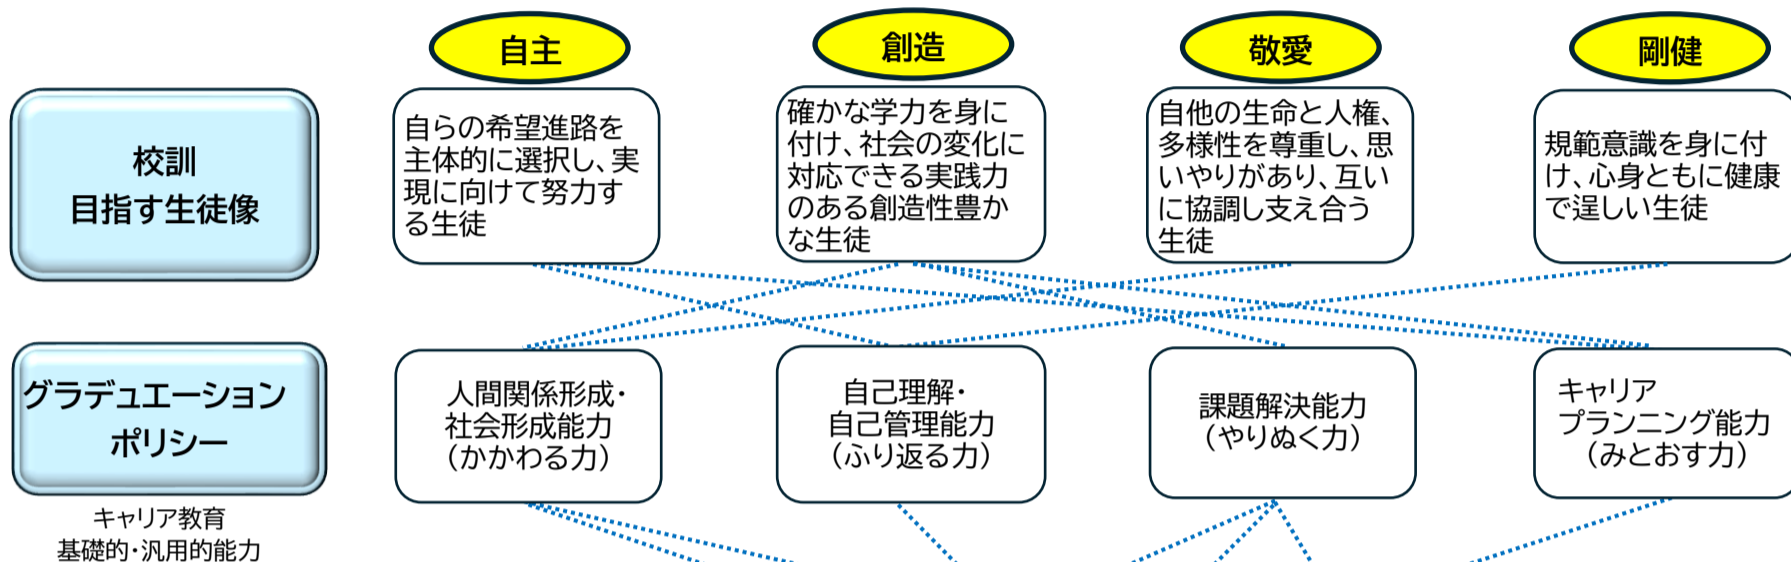 自主
創造
敬愛
剛健
校訓
目指す生徒像
自らの希望進路を
主体的に選択し、実
現に向けて努力す
る生徒
確かな学力を身に
付け、社会の変化に
対応できる実践力
のある創造性豊か
な生徒
自他の生命と人権、
多様性を尊重し、思
いやりがあり、互い
に協調し支え合う
生徒
規範意識を身に付
け、心身ともに健康
で逞しい生徒
グラデュエーション
ポリシー
人間関係形成・
社会形成能力
(かかわる力)
自己理解・
自己管理能力
(ふり返る力)
課題解決能力
(やりぬく力)
キャリア
プランニング能力
(みとおす力)
キャリア教育
基礎的・汎用的能力